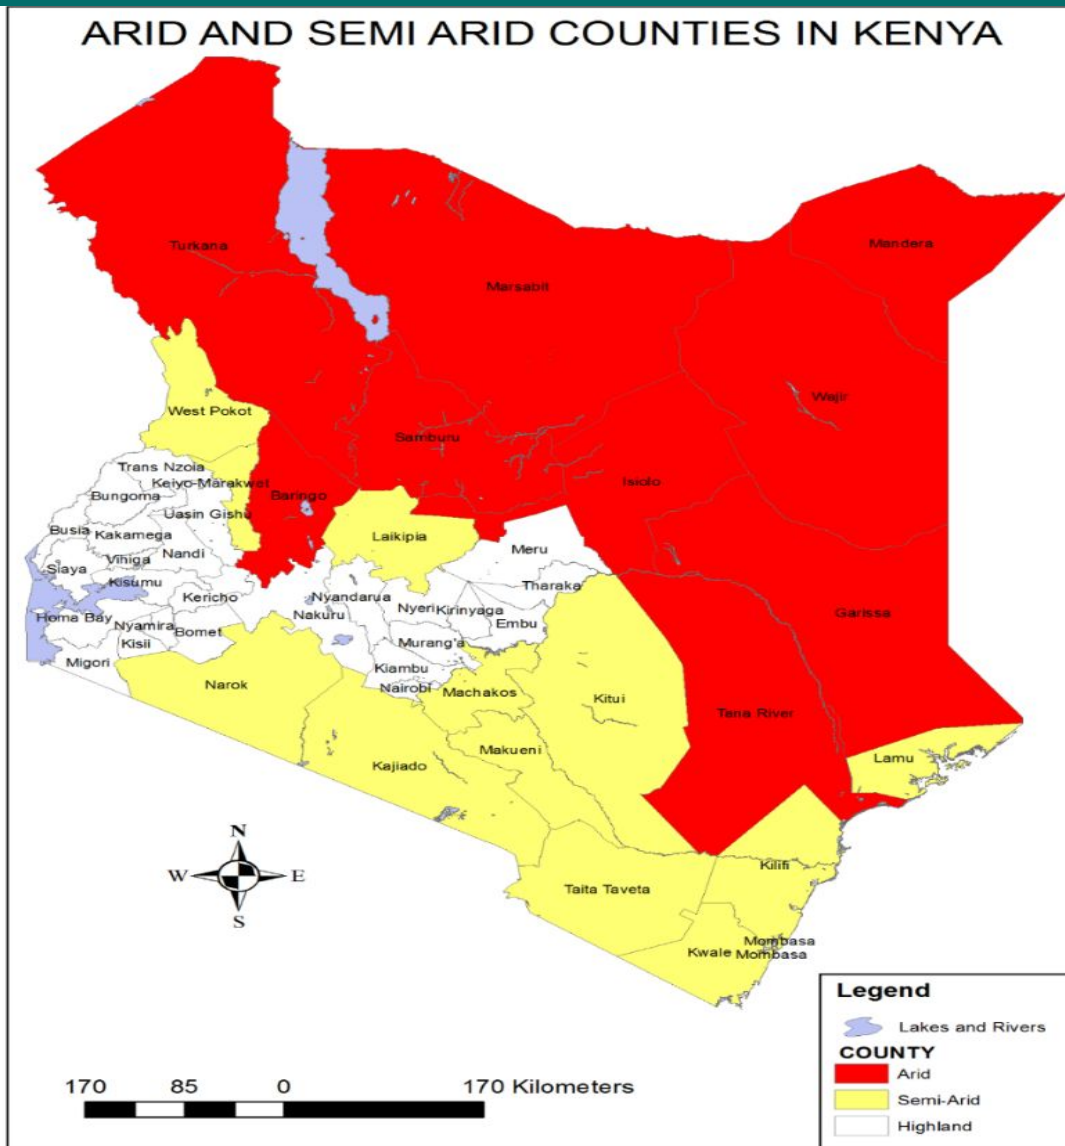 ARID AND SEMI ARID COUNTIES IN KENYA
Turkana
Mandera
Marsabit
Wajir
West Pokot
Samburu
Trans Nzoia
Keiyo-Marakwet
Isiolo
Bungoma
Baringo
Uasin Gishu
Busia
Kakamega
Laikipia
Nandi
Meru
Vihiga
Siaya
Kisumu
Tharaka
Kericho
Nyandarua
Nyeri
Kirinyaga
Garissa
Homa Bay
Nyamira
Nakuru
Embu
Bomet
Kisii
Murang'a
Migori
Kiambu
Narok
Nairobi
Machakos
Kitui
Tana River
Makueni
Kajiado
Lamu
Kilifi
Taita Taveta
Mombasa
Kwale
Mombasa
N
W
E
S
Legend
Lakes and Rivers
COUNTY
Arid
Semi-Arid
Highland
170 85 0 170 Kilometers